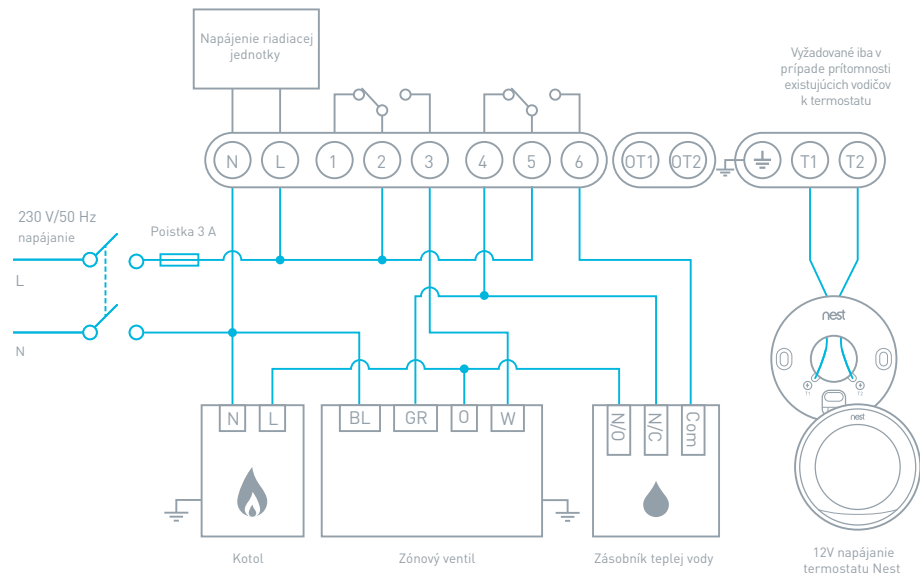 Napájenie riadiacej
jednotky
Vyžadované iba v
prípade prítomnosti
existujúcich vodičov
k termostatu
N L 1 2 3 4 5 6 OT1 OT2 T1 T2
230 V/50 Hz
napájanie
Poistka 3 A
L
N
nest
T1 T2
N L BL GR O W N/O N/C Com
nest
Kotol
Zónový ventil
Zásobník teplej vody
12V napájanie
termostatu Nest